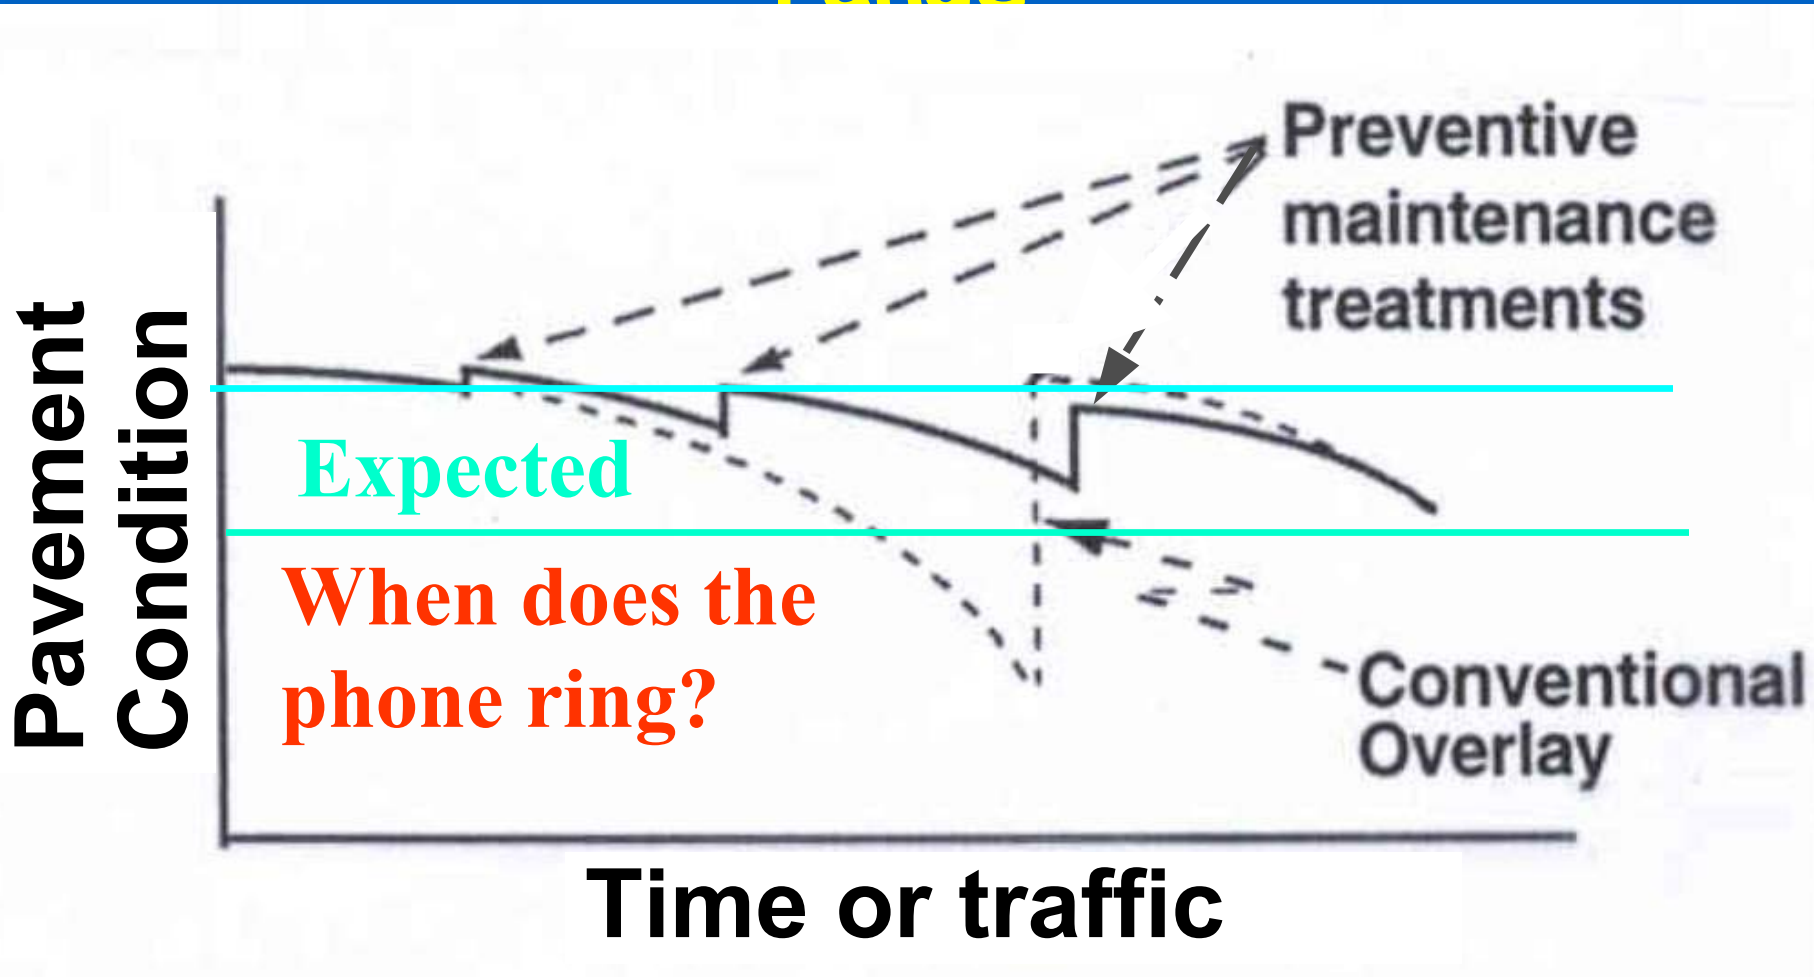 Pavement
Condition
Preventive
maintenance
treatments
Expected
When does the
phone ring?
Conventional
Overlay
Time or traffic